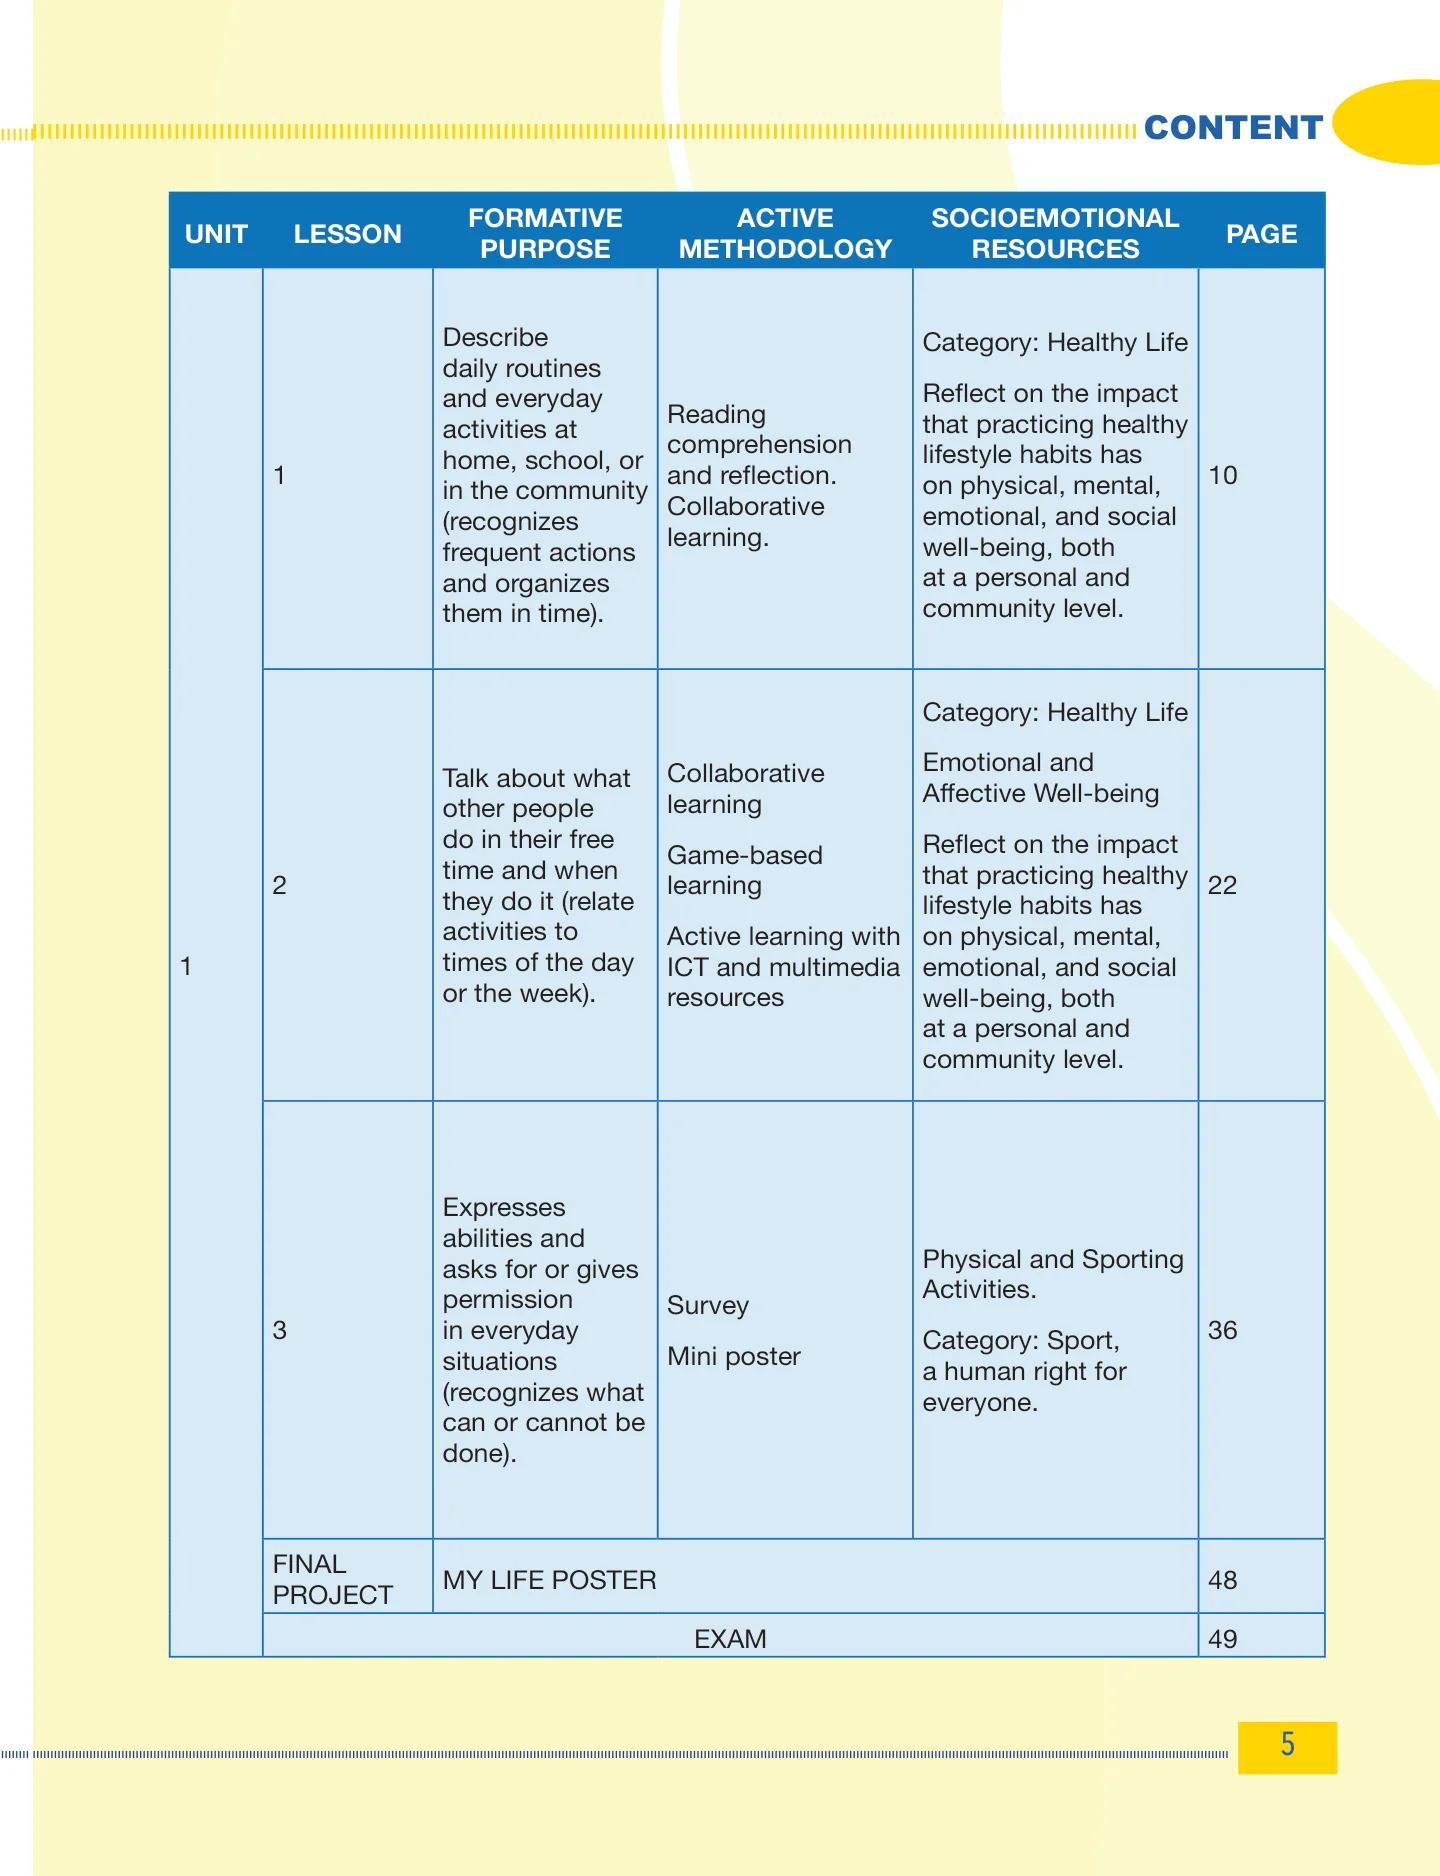 CONTENT
UNIT
LESSON
FORMATIVE
PURPOSE
ACTIVE
METHODOLOGY
SOCIOEMOTIONAL
RESOURCES
PAGE
1
1
Describe
daily routines
and everyday
activities at
home, school, or
in the community
(recognizes
frequent actions
and organizes
them in time).
Reading
comprehension
and reflection.
Collaborative
learning.
Category: Healthy Life
Reflect on the impact
that practicing healthy
lifestyle habits has
on physical, mental,
emotional, and social
well-being, both
at a personal and
community level.
10
2
Talk about what
other people
do in their free
time and when
they do it (relate
activities to
times of the day
or the week).
Collaborative
learning
Game-based
learning
Active learning with
ICT and multimedia
resources
Category: Healthy Life
Emotional and
Affective Well-being
Reflect on the impact
that practicing healthy
lifestyle habits has
on physical, mental,
emotional, and social
well-being, both
at a personal and
community level.
22
3
Expresses
abilities and
asks for or gives
permission
in everyday
situations
(recognizes what
can or cannot be
done).
Survey
Mini poster
Physical and Sporting
Activities.
Category: Sport,
a human right for
everyone.
36
FINAL
PROJECT
MY LIFE POSTER
48
EXAM
49
5